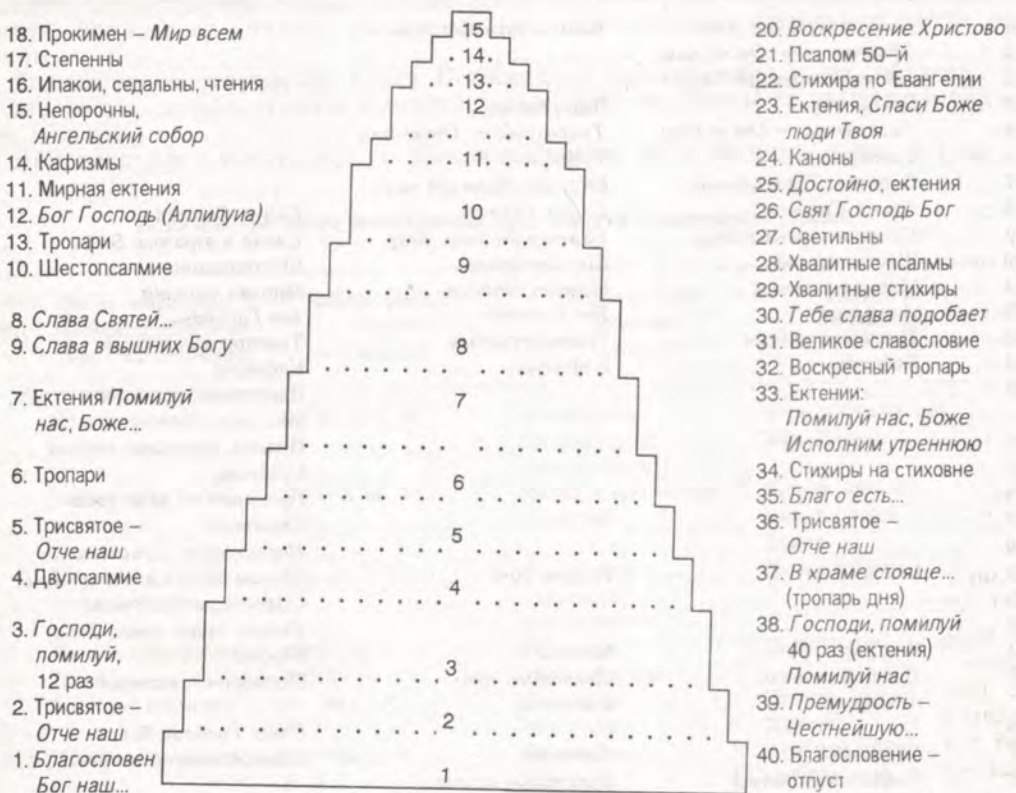 18. Прокимен – Мир всем
17. Степенны
16. Ипакои, седальны, чтения
15. Непорочны,
Ангельский собор
14. Кафизмы
11. Мирная ектения
12. Бог Господь (Аллилуиа)
13. Тропари
10. Шестопсалмие
8. Слава Святей...
9. Слава в вышних Богу
7. Ектения Помилуй
нас, Боже...
6. Тропари
5. Трисвятое –
Отче наш
4. Двупсалмие
3. Господи,
помилуй,
12 раз
2. Трисвятое –
Отче наш
1. Благословен
Бог наш...
15
14
13
12
11
10
9
8
7
6
5
4
3
2
1
20. Воскресение Христово
21. Псалом 50–й
22. Стихира по Евангелии
23. Ектения, Спаси Боже
люди Твоя
24. Каноны
25. Достойно, ектения
26. Свят Господь Бог
27. Светильны
28. Хвалитные псалмы
29. Хвалитные стихиры
30. Тебе слава подобает
31. Великое славословие
32. Воскресный тропарь
33. Ектении:
Помилуй нас, Боже
Исполним утреннюю
34. Стихиры на стиховне
35. Благо есть...
36. Трисвятое –
Отче наш
37. В храме стояще...
(тропарь дня)
38. Господи, помилуй
40 раз (ектения)
Помилуй нас
39. Премудрость –
Честнейшую...
40. Благословение –
отпуст